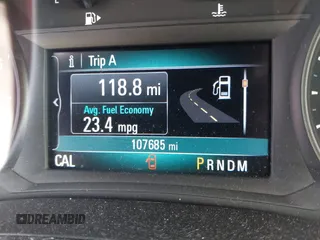 Trip A
118.8 mi
Avg. Fuel Economy
23.4 mpg
107685 mi
CAL PRNDM
DREAMBID